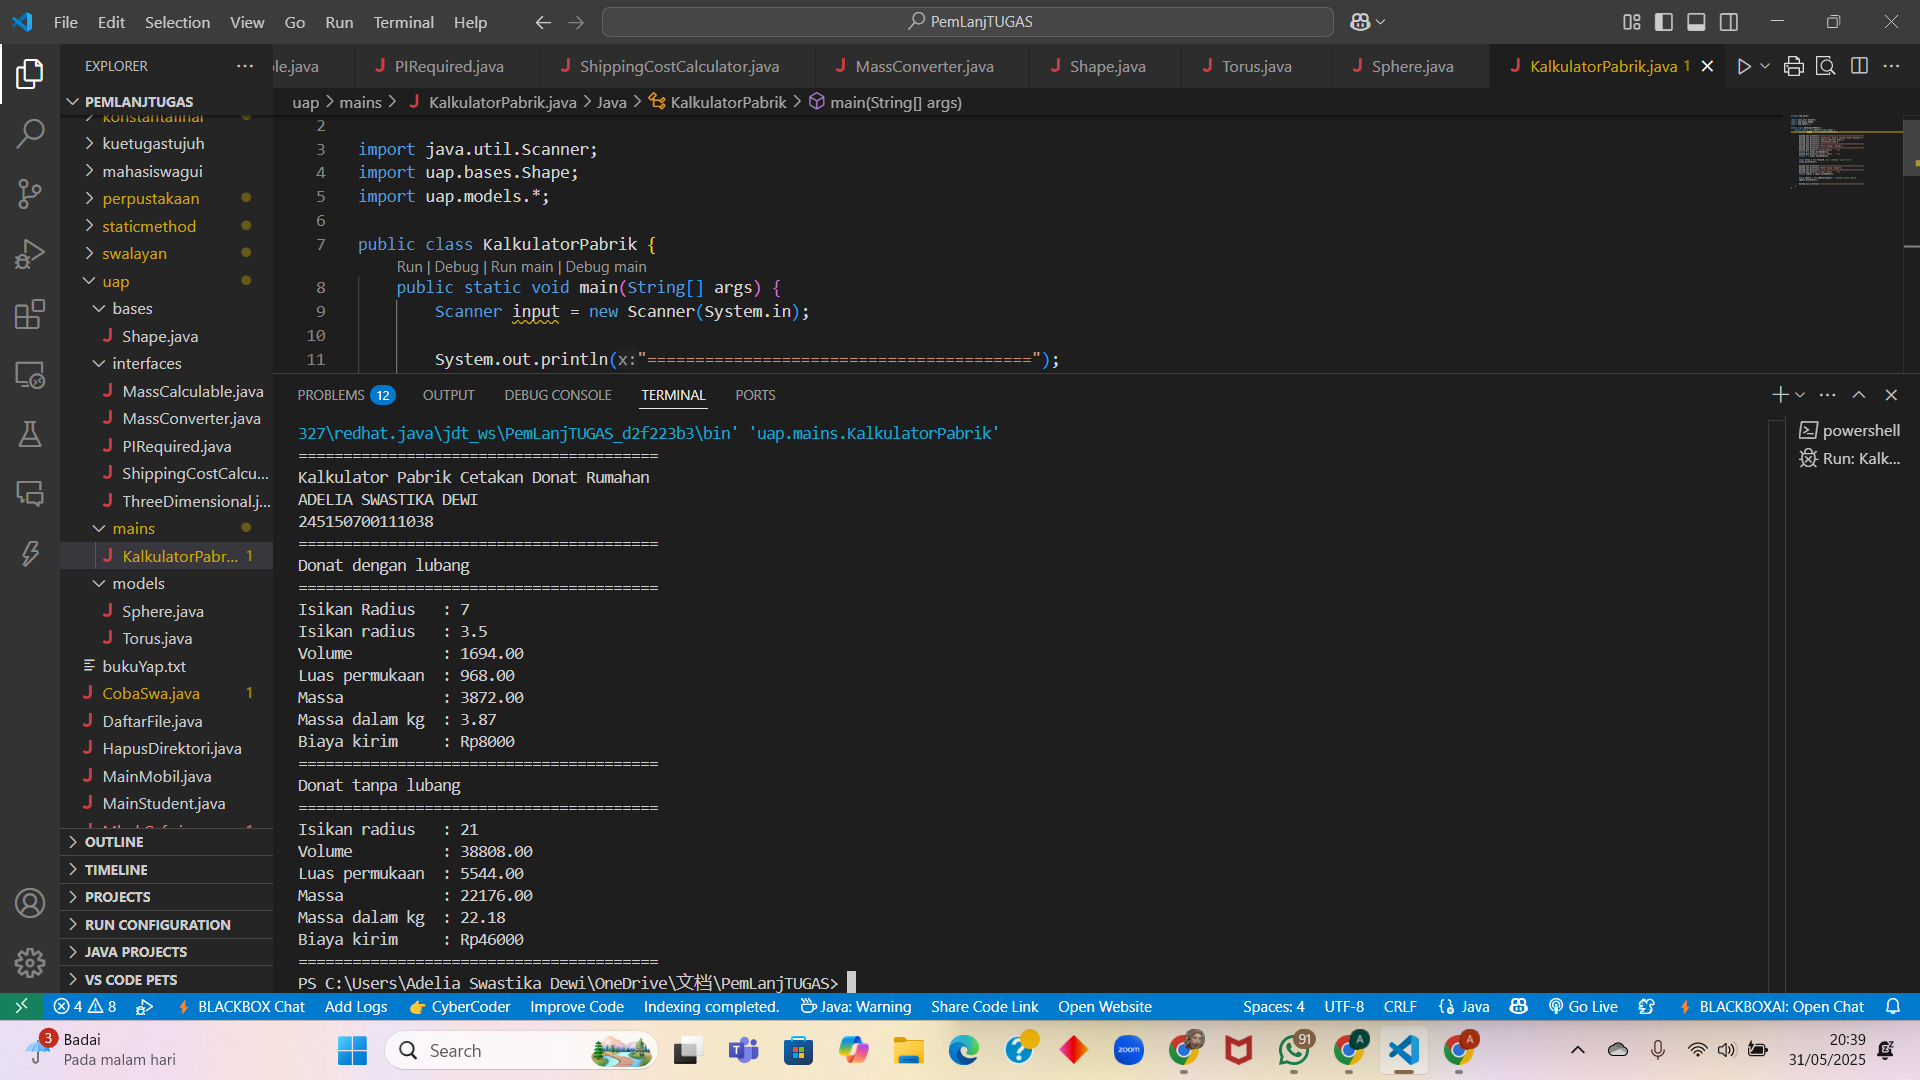 File Edit Selection View Go Run Terminal Help
PemLanjTUGAS
EXPLORER
le.java
PIRequired.java
ShippingCostCalculator.java
MassConverter.java
Shape.java
Torus.java
Sphere.java
KalkulatorPabrik.java 1
PEMLANJTUGAS
konstantafinal
kuetugastujuh
mahasiswagui
perpustakaan
staticmethod
swalayan
uap
bases
Shape.java
interfaces
MassCalculable.java
MassConverter.java
PIRequired.java
ShippingCostCalcu...
ThreeDimensional.j...
mains
KalkulatorPabr... 1
models
Sphere.java
Torus.java
bukuYap.txt
CobaSwa.java 1
DaftarFile.java
HapusDirektori.java
MainMobil.java
MainStudent.java
OUTLINE
TIMELINE
PROJECTS
RUN CONFIGURATION
JAVA PROJECTS
VS CODE PETS
uap > mains > KalkulatorPabrik.java > Java > KalkulatorPabrik > main(String[] args)
2
3 import java.util.Scanner;
4 import uap.bases.Shape;
5 import uap.models.*;
6
7 public class KalkulatorPabrik {
Run | Debug | Run main | Debug main
8 public static void main(String[] args) {
9 Scanner input = new Scanner(System.in);
10
11 System.out.println(x:"========================================");
PROBLEMS 12 OUTPUT DEBUG CONSOLE TERMINAL PORTS
powershell
Run: Kalk...
327\redhat.java\jdt_ws\PemLanjTUGAS_d2f223b3\bin' 'uap.mains.KalkulatorPabrik'
========================================
Kalkulator Pabrik Cetakan Donat Rumahan
ADELIA SWASTIKA DEWI
245150700111038
========================================
Donat dengan lubang
========================================
Isikan Radius : 7
Isikan radius : 3.5
Volume : 1694.00
Luas permukaan : 968.00
Massa : 3872.00
Massa dalam kg : 3.87
Biaya kirim : Rp8000
========================================
Donat tanpa lubang
========================================
Isikan radius : 21
Volume : 38808.00
Luas permukaan : 5544.00
Massa : 22176.00
Massa dalam kg : 22.18
Biaya kirim : Rp46000
========================================
PS C:\Users\Adelia Swastika Dewi\OneDrive\文档\PemLanjTUGAS>
4 8 BLACKBOX Chat Add Logs CyberCoder Improve Code Indexing completed. Java: Warning Share Code Link Open Website Spaces: 4 UTF-8 CRLF {} Java Go Live BLACKBOXAI: Open Chat
3
Badai
Pada malam hari
Search
zoom
91
A
A
20:39
31/05/2025